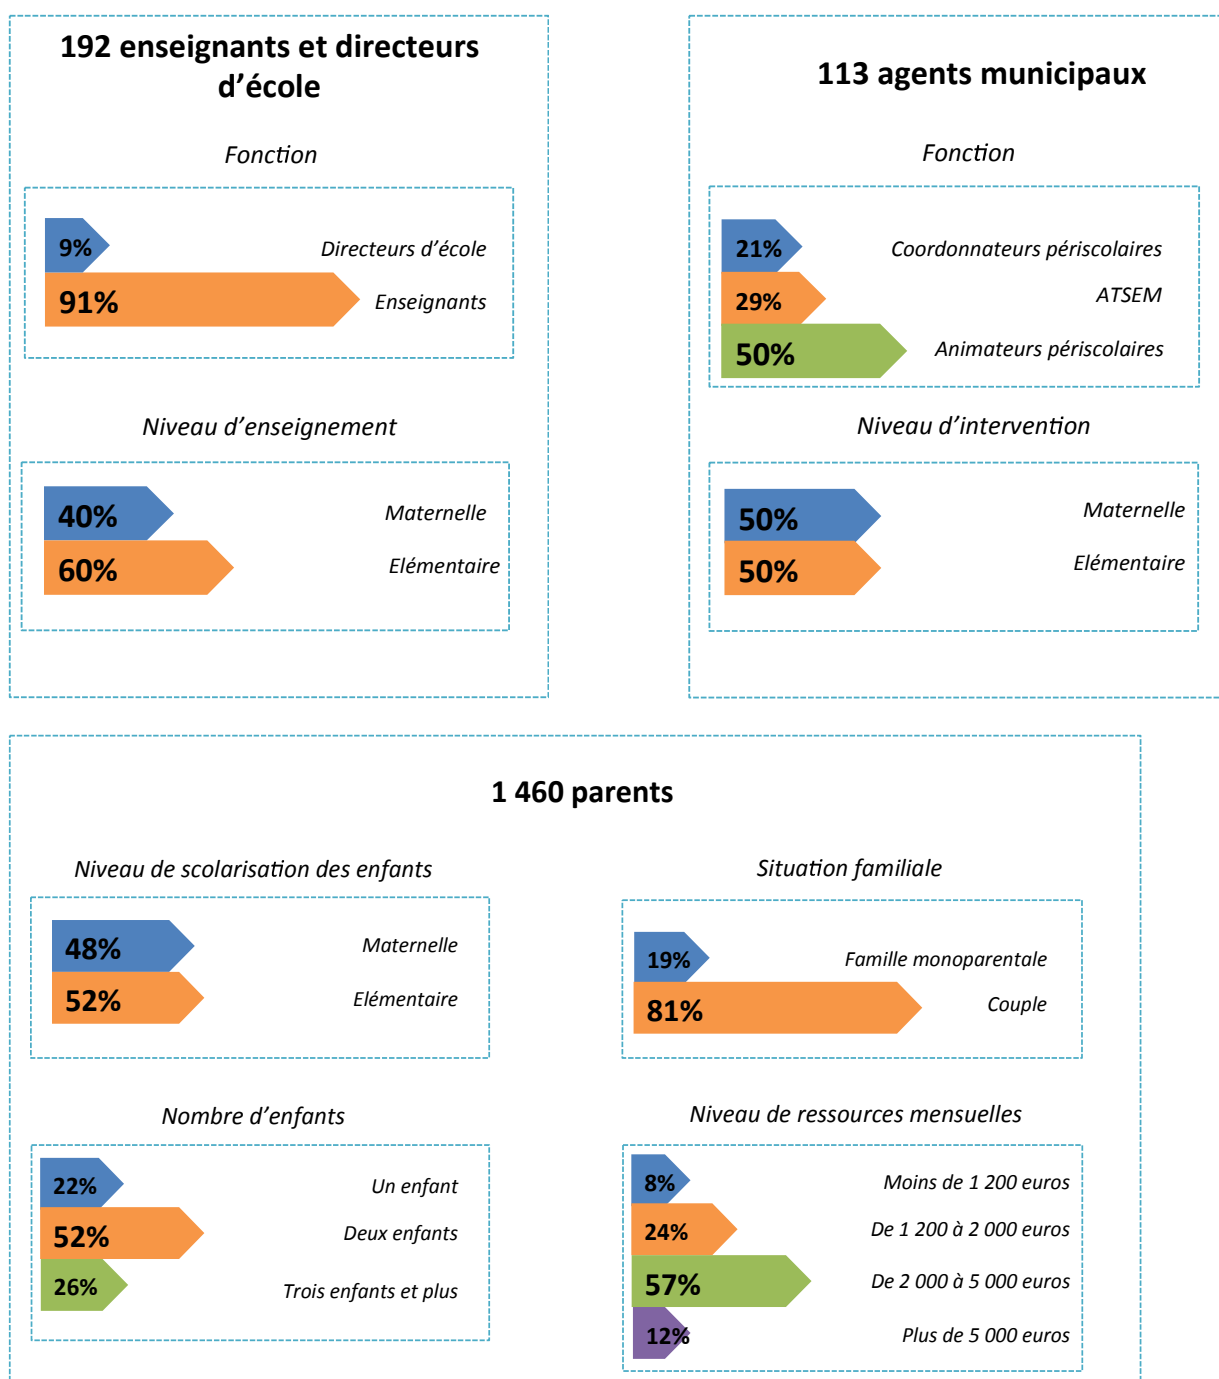 192 enseignants et directeurs
d’école
Fonction
9% Directeurs d’école
91% Enseignants
Niveau d’enseignement
40% Maternelle
60% Elémentaire
113 agents municipaux
Fonction
21% Coordonnateurs périscolaires
29% ATSEM
50% Animateurs périscolaires
Niveau d’intervention
50% Maternelle
50% Elémentaire
1 460 parents
Niveau de scolarisation des enfants
48% Maternelle
52% Elémentaire
Situation familiale
19% Famille monoparentale
81% Couple
Nombre d’enfants
22% Un enfant
52% Deux enfants
26% Trois enfants et plus
Niveau de ressources mensuelles
8% Moins de 1 200 euros
24% De 1 200 à 2 000 euros
57% De 2 000 à 5 000 euros
12% Plus de 5 000 euros